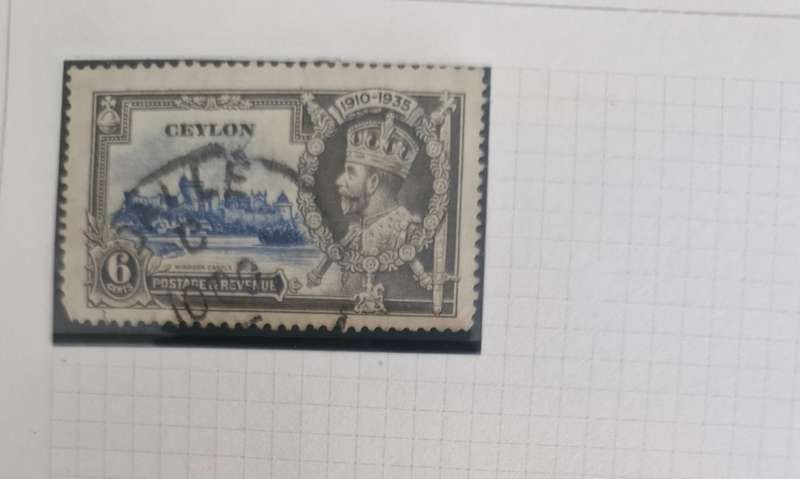 1910-1935
CEYLON
WINDSOR CASTLE
6
CENTS
POSTAGE & REVENUE